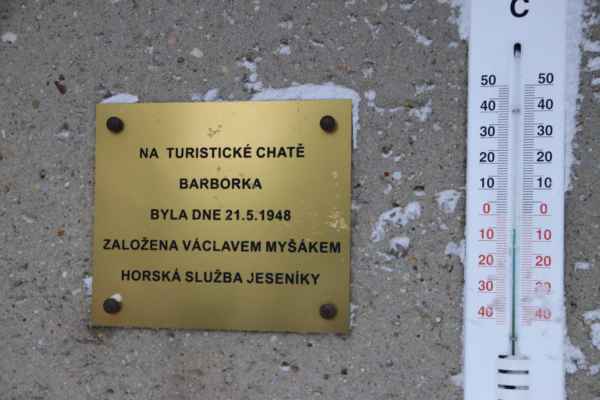 NA TURISTICKÉ CHATĚ
BARBORKA
BYLA DNE 21.5.1948
ZALOŽENA VÁCLAVEM MYŠÁKEM
HORSKÁ SLUŽBA JESENÍKY
C
50 50
40 40
30 30
20 20
10 10
0 0
10 10
20 20
30 30
40 40